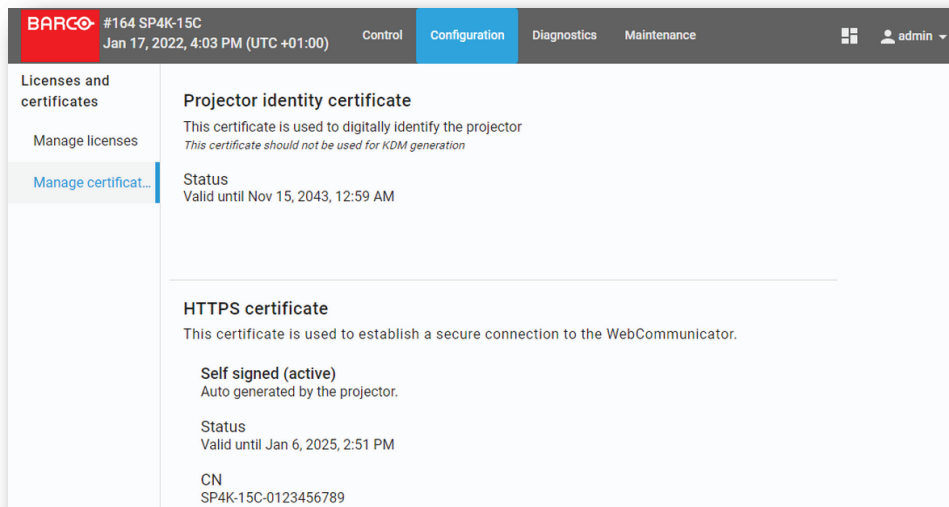 BARCO
#164 SP4K-15C
Jan 17, 2022, 4:03 PM (UTC +01:00)
Control
Configuration
Diagnostics
Maintenance
admin
Licenses and
certificates
Manage licenses
Manage certificat...
Projector identity certificate
This certificate is used to digitally identify the projector
This certificate should not be used for KDM generation
Status
Valid until Nov 15, 2043, 12:59 AM
HTTPS certificate
This certificate is used to establish a secure connection to the WebCommunicator.
Self signed (active)
Auto generated by the projector.
Status
Valid until Jan 6, 2025, 2:51 PM
CN
SP4K-15C-0123456789